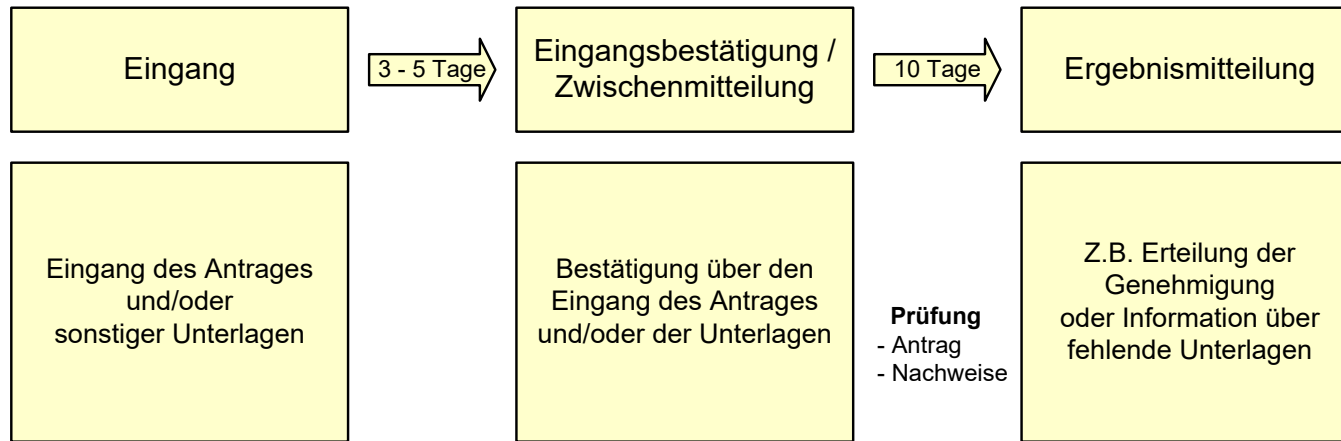 Eingang
3 - 5 Tage
Eingangsbestätigung /
Zwischenmitteilung
10 Tage
Ergebnismitteilung
Eingang des Antrages
und/oder
sonstiger Unterlagen
Bestätigung über den
Eingang des Antrages
und/oder der Unterlagen
Prüfung
- Antrag
- Nachweise
Z.B. Erteilung der
Genehmigung
oder Information über
fehlende Unterlagen